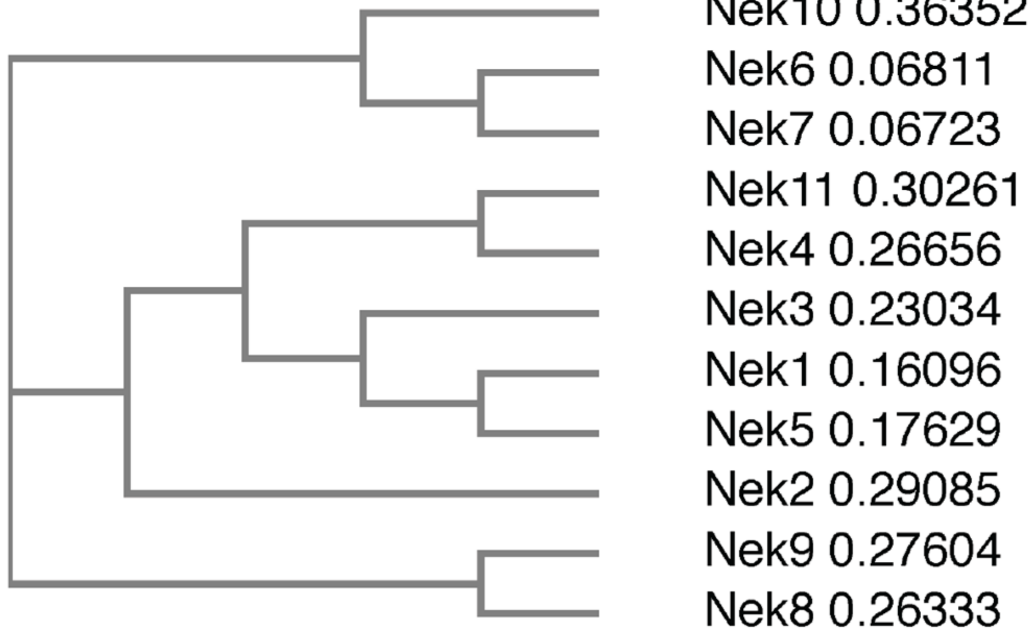 Nek10 0.36352
Nek6 0.06811
Nek7 0.06723
Nek11 0.30261
Nek4 0.26656
Nek3 0.23034
Nek1 0.16096
Nek5 0.17629
Nek2 0.29085
Nek9 0.27604
Nek8 0.26333